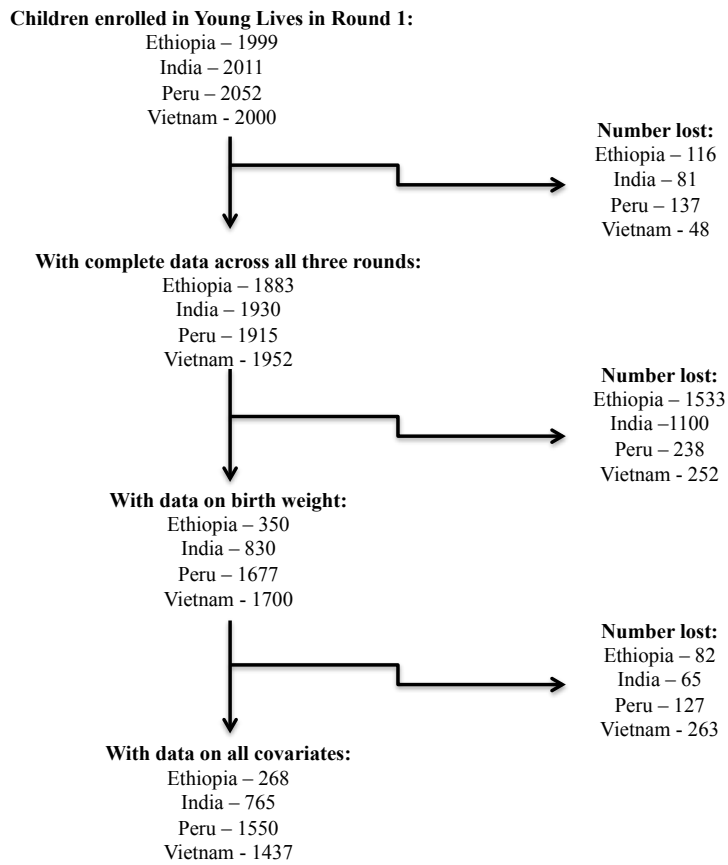 Children enrolled in Young Lives in Round 1:
Ethiopia – 1999
India – 2011
Peru – 2052
Vietnam - 2000
Number lost:
Ethiopia – 116
India – 81
Peru – 137
Vietnam - 48
With complete data across all three rounds:
Ethiopia – 1883
India – 1930
Peru – 1915
Vietnam - 1952
Number lost:
Ethiopia – 1533
India –1100
Peru – 238
Vietnam - 252
With data on birth weight:
Ethiopia – 350
India – 830
Peru – 1677
Vietnam - 1700
Number lost:
Ethiopia – 82
India – 65
Peru – 127
Vietnam - 263
With data on all covariates:
Ethiopia – 268
India – 765
Peru – 1550
Vietnam - 1437